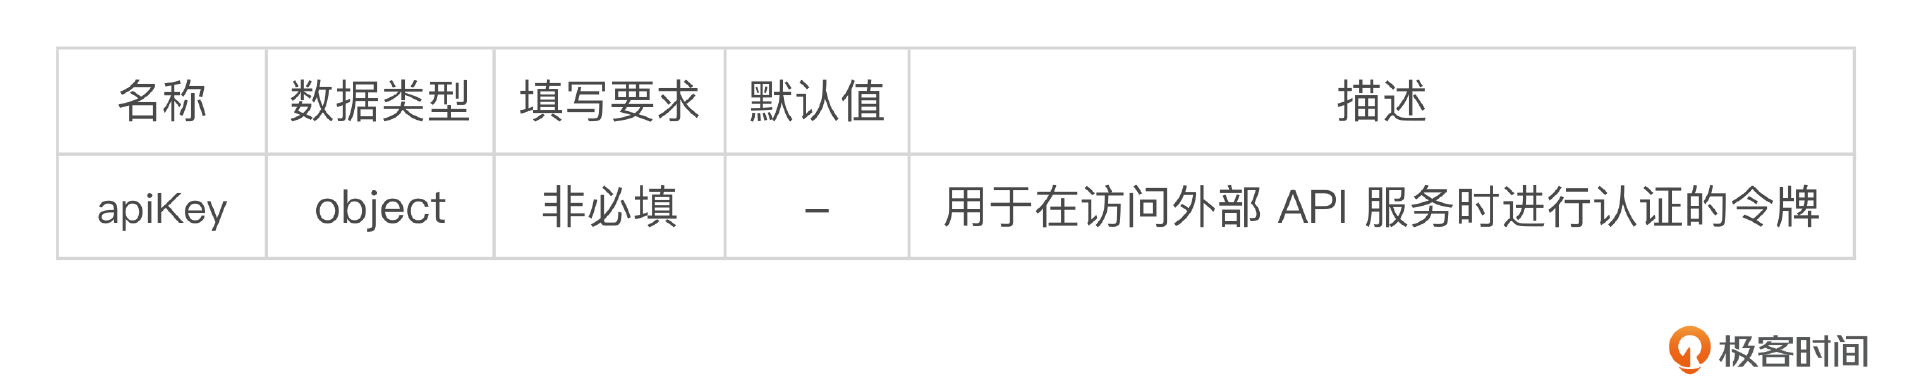 名称 数据类型 填写要求 默认值 描述
apiKey object 非必填 – 用于在访问外部 API 服务时进行认证的令牌
极客时间